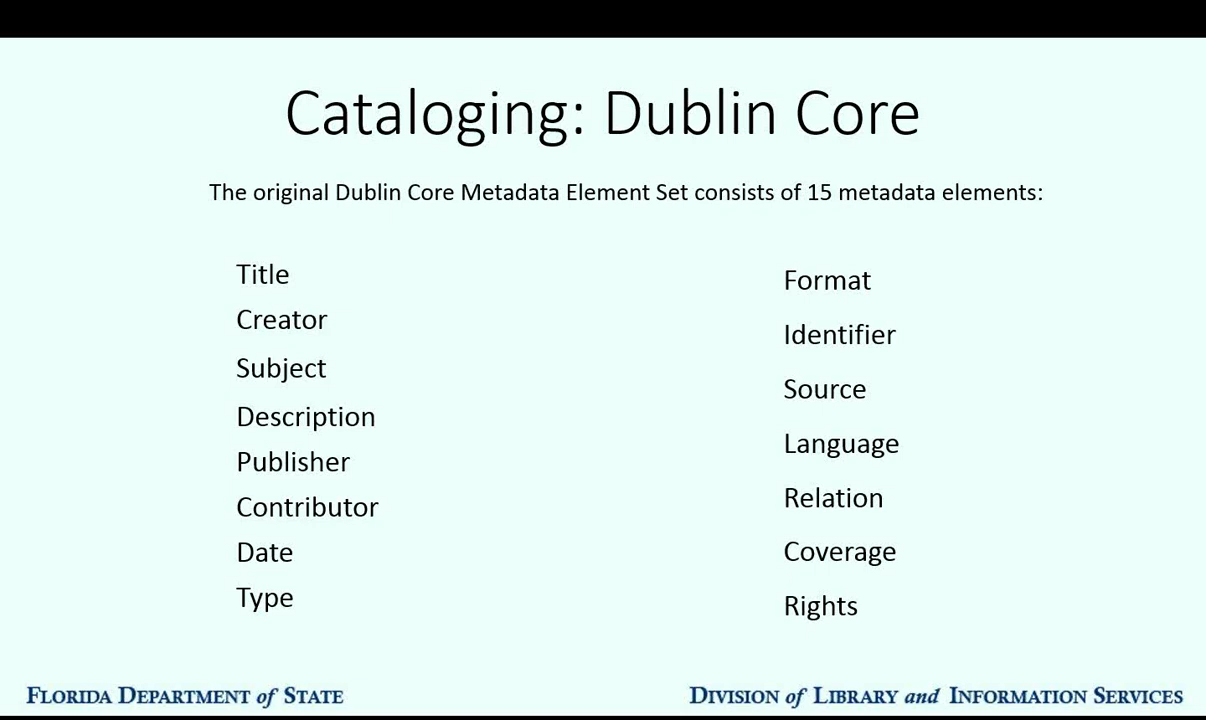 Cataloging: Dublin Core
The original Dublin Core Metadata Element Set consists of 15 metadata elements:
Title
Creator
Subject
Description
Publisher
Contributor
Date
Type
Format
Identifier
Source
Language
Relation
Coverage
Rights
FLORIDA DEPARTMENT of STATE
DIVISION of LIBRARY and INFORMATION SERVICES